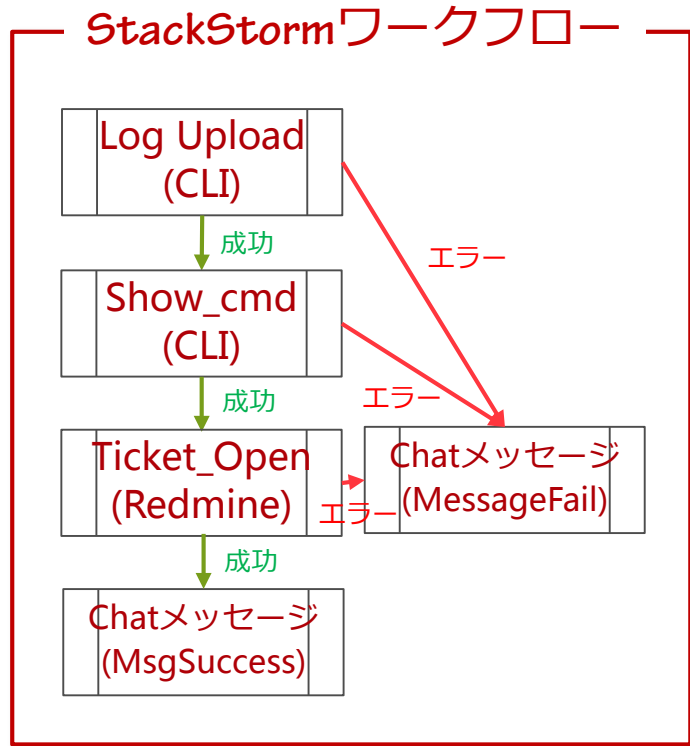 StackStormワークフロー
Log Upload
(CLI)
成功
エラー
Show_cmd
(CLI)
成功
エラー
Ticket_Open
(Redmine)
エラー
Chatメッセージ
(MessageFail)
成功
Chatメッセージ
(MsgSuccess)